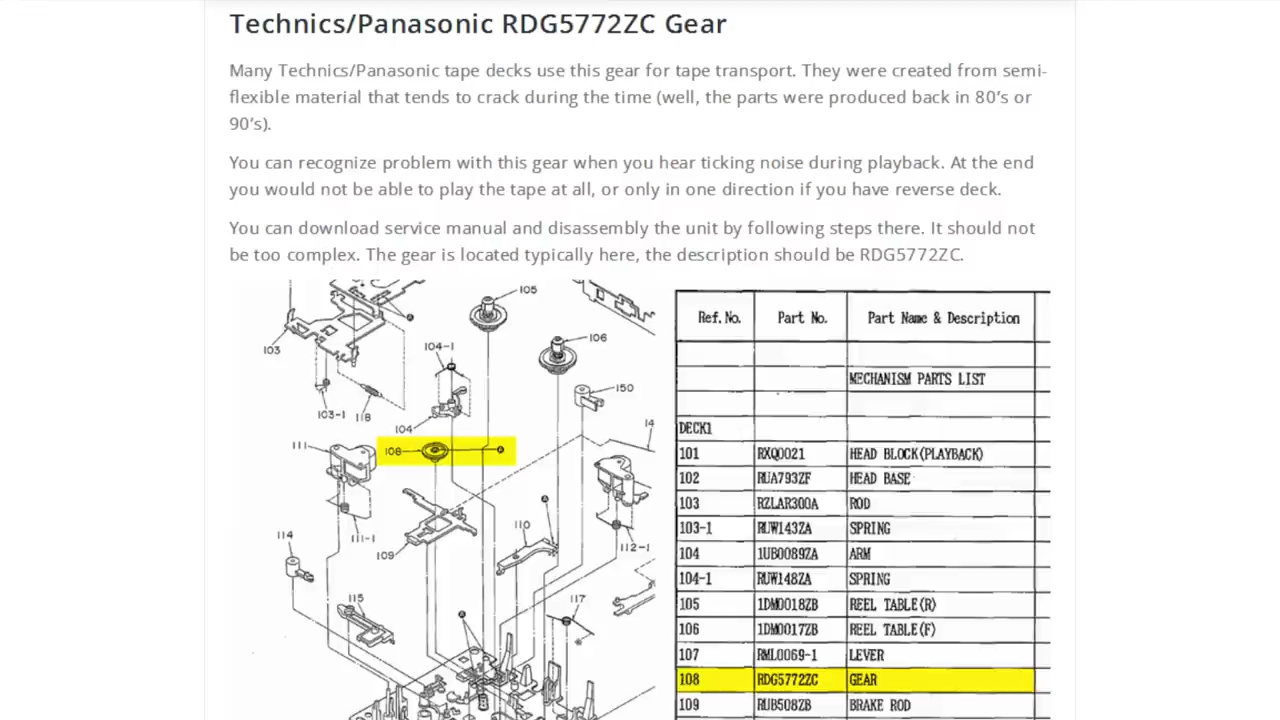 Technics/Panasonic RDG5772ZC Gear
Many Technics/Panasonic tape decks use this gear for tape transport. They were created from semi-
flexible material that tends to crack during the time (well, the parts were produced back in 80's or
90's).
You can recognize problem with this gear when you hear ticking noise during playback. At the end
you would not be able to play the tape at all, or only in one direction if you have reverse deck.
You can download service manual and disassembly the unit by following steps there. It should not
be too complex. The gear is located typically here, the description should be RDG5772ZC.
105
103
104-1
106
150
103-1
118
104
14
111
108
111-1
109
110
112-1
114
115
117
Ref. No. Part No. Part Name & Description
MECHANISM PARTS LIST
DECK1
101 RXQ0021 HEAD BLOCK(PLAYBACK)
102 RUA793ZF HEAD BASE
103 RZLAR300A ROD
103-1 RUW143ZA SPRING
104 1UB0089ZA ARM
104-1 RUW148ZA SPRING
105 1DM0018ZB REEL TABLE(R)
106 1DM0017ZB REEL TABLE(F)
107 RML0069-1 LEVER
108 RDG5772ZC GEAR
109 RUB508ZB BRAKE ROD